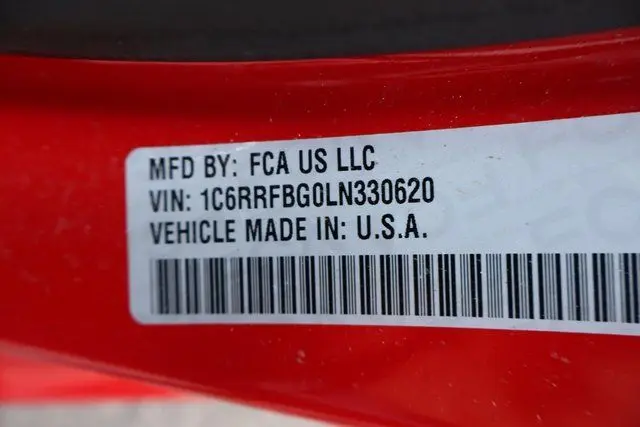 MFD BY: FCA US LLC
VIN: 1C6RRFBG0LN330620
VEHICLE MADE IN: U.S.A.